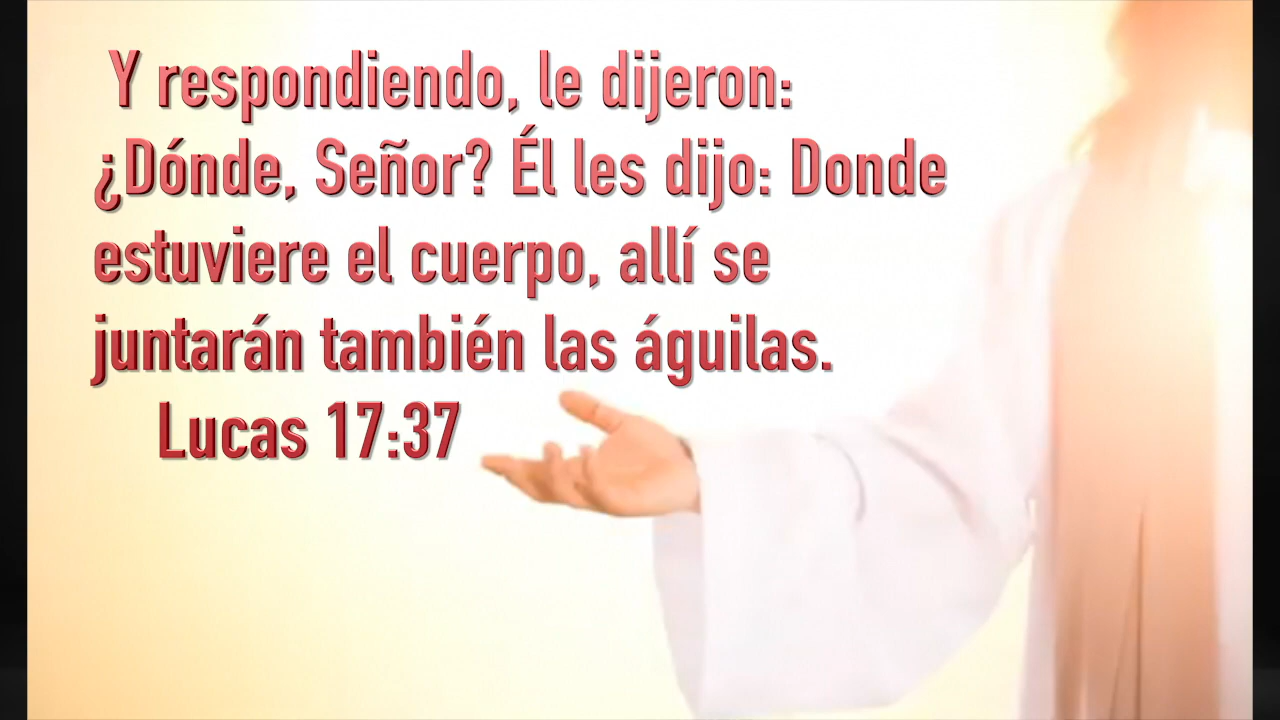 Y respondiendo, le dijeron:
¿Dónde, Señor? Él les dijo: Donde
estuviere el cuerpo, allí se
juntarán también las águilas.
Lucas 17:37